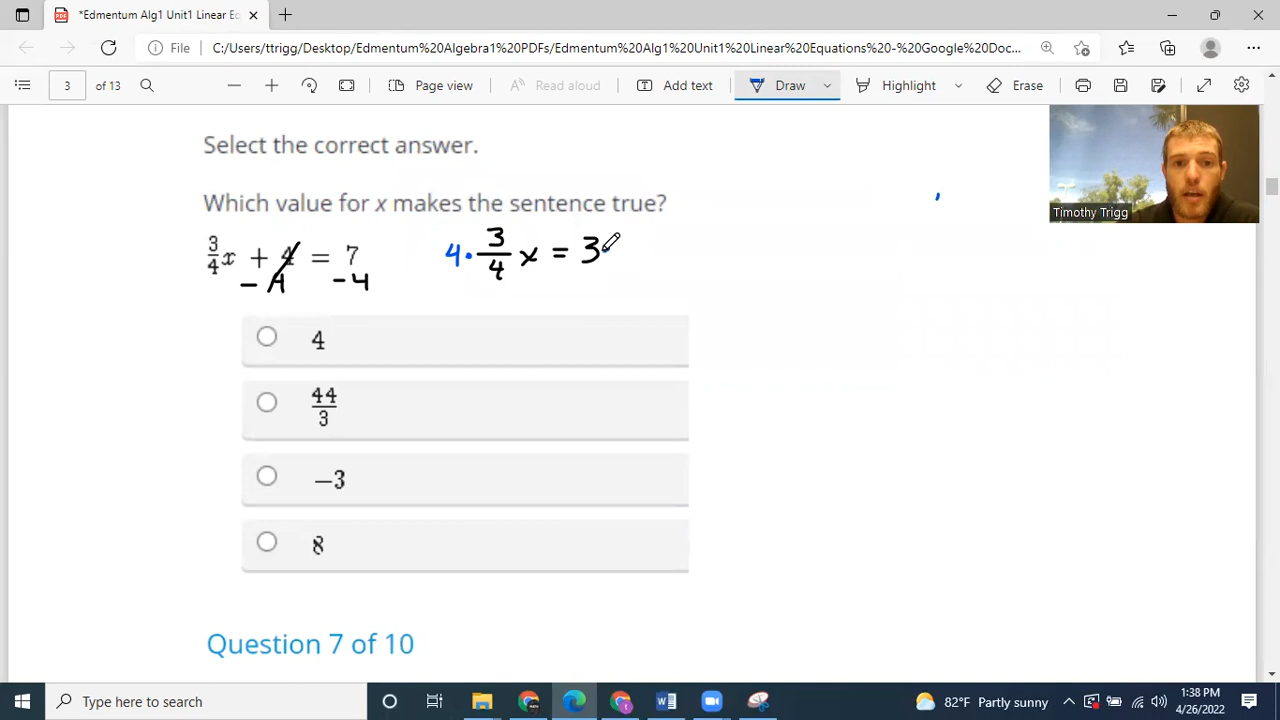 *Edmentum Alg1 Unit1 Linear Eq
File C:/Users/ttrigg/Desktop/Edmentum%20Algebra1%20PDFs/Edmentum%20Alg1%20Unit1%20Linear%20Equations%20-%20Google%20Doc...
3 of 13 Page view Read aloud Add text Draw Highlight Erase
Select the correct answer.
Which value for x makes the sentence true?
3/4 x + 4 = 7 4 · 3/4 x = 3
- 4 - 4
4
44/3
-3
8
Question 7 of 10
Timothy Trigg
Type here to search 82°F Partly sunny 1:38 PM
4/26/2022